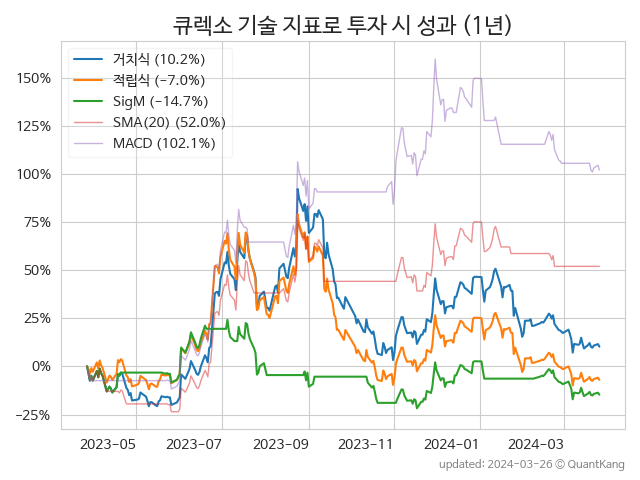 큐렉소 기술 지표로 투자 시 성과 (1년)
거치식 (10.2%)
적립식 (−7.0%)
SigM (−14.7%)
SMA(20) (52.0%)
MACD (102.1%)
150%
125%
100%
75%
50%
25%
0%
−25%
2023-05
2023-07
2023-09
2023-11
2024-01
2024-03
updated: 2024-03-26 © QuantKang